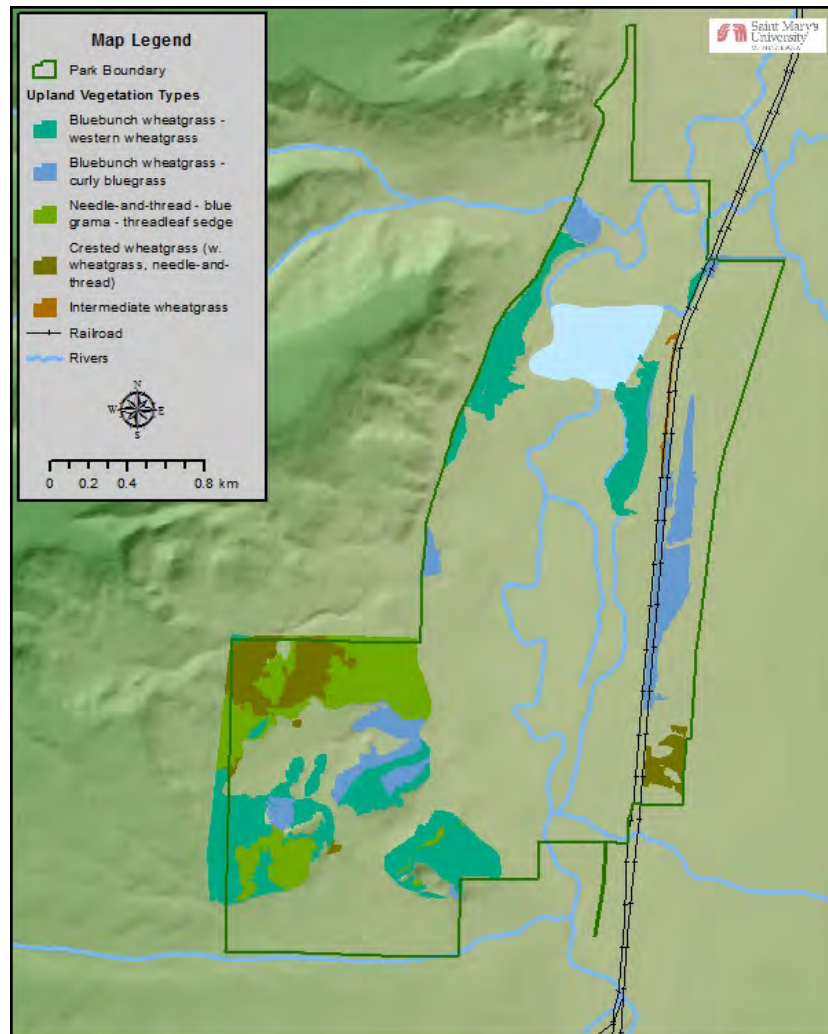 Map Legend
Park Boundary
Upland Vegetation Types
Bluebunch wheatgrass -
western wheatgrass
Bluebunch wheatgrass -
curly bluegrass
Needle-and-thread - blue
grama - threadleaf sedge
Crested wheatgrass (w.
wheatgrass, needle-and-
thread)
Intermediate wheatgrass
Railroad
Rivers
N
W E
S
0 0.2 0.4 0.8 km
Saint Mary's
University